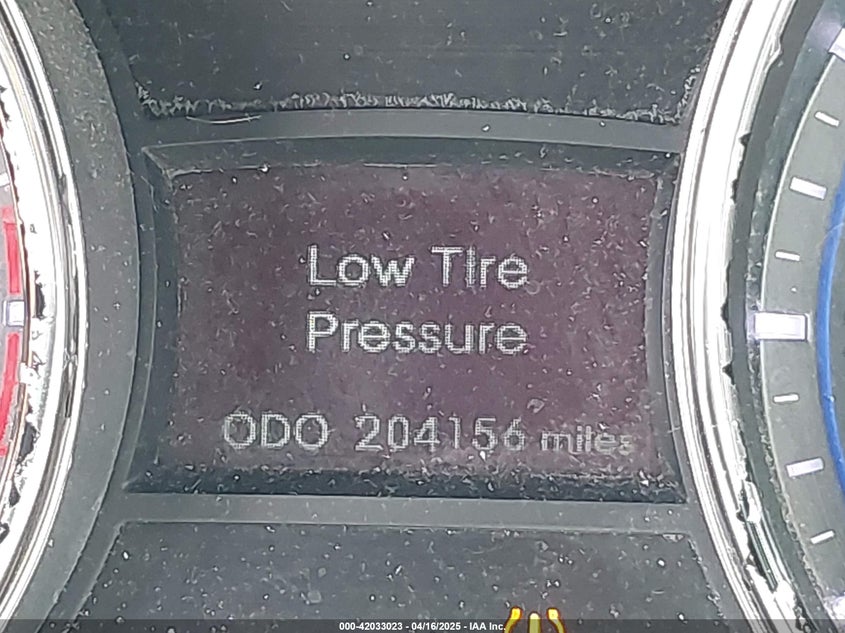 Low Tire
Pressure
ODO 204156 miles
000-42033023 - 04/16/2025 - IAA Inc.